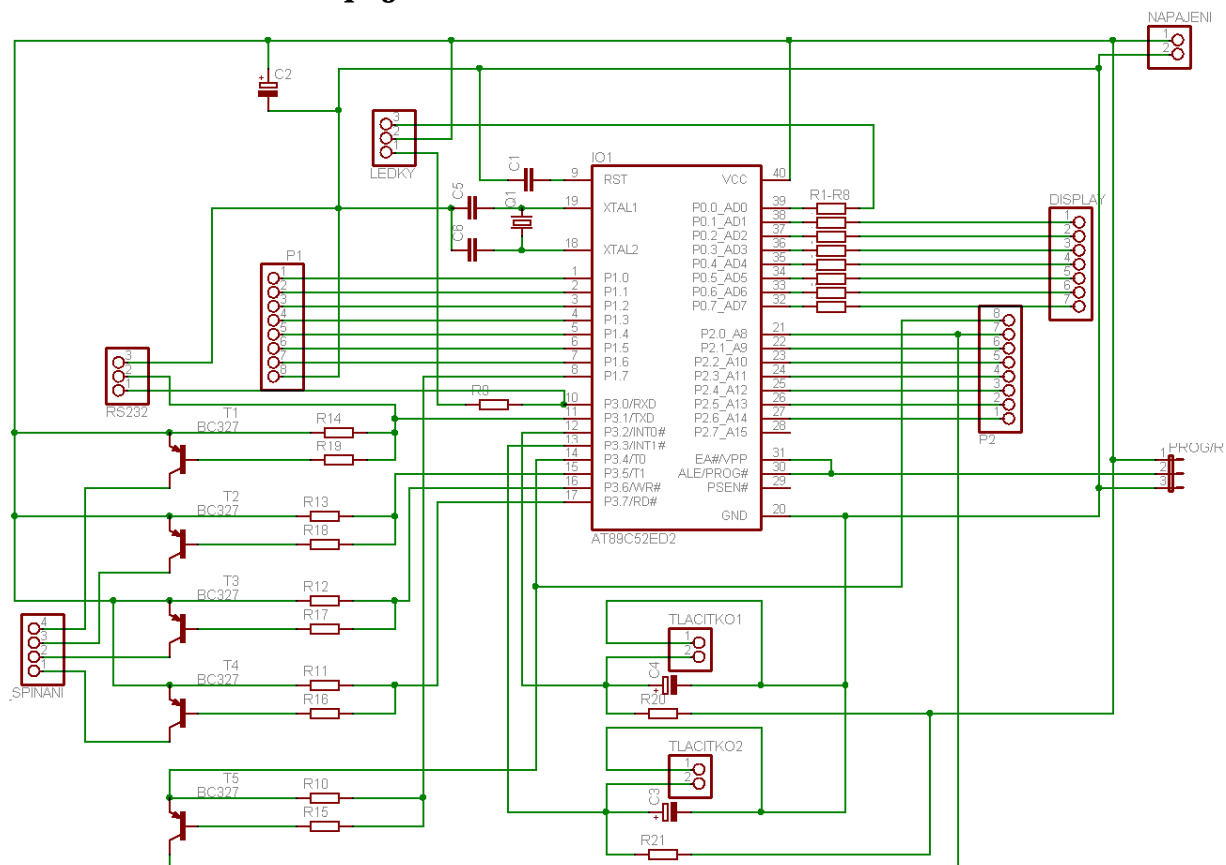 NAPAJENI
1
2
C2
3
2
1
LEDKY
C1
C5
Q1
C6
IO1
9 RST VCC 40
19 XTAL1 P0.0_AD0 39
P0.1_AD1 38
P0.2_AD2 37
18 XTAL2 P0.3_AD3 36
P0.4_AD4 35
1 P1.0 P0.5_AD5 34
2 P1.1 P0.6_AD6 33
3 P1.2 P0.7_AD7 32
4 P1.3
5 P1.4 P2.0_A8 21
6 P1.5 P2.1_A9 22
7 P1.6 P2.2_A10 23
8 P1.7 P2.3_A11 24
P2.4_A12 25
10 P3.0/RXD P2.5_A13 26
11 P3.1/TXD P2.6_A14 27
12 P3.2/INT0# P2.7_A15 28
13 P3.3/INT1#
14 P3.4/T0 EA#/VPP 31
15 P3.5/T1 ALE/PROG# 30
16 P3.6/WR# PSEN# 29
17 P3.7/RD#
GND 20
AT89C52ED2
R1-R8
DISPLAY
1
2
3
4
5
6
7
P1
1
2
3
4
5
6
7
8
8
7
6
5
4
3
2
1
P2
3
2
1
RS232
R9
PROG/R
1
2
3
T1
BC327
R14
R19
T2
BC327
R13
R18
T3
BC327
R12
R17
T4
BC327
R11
R16
4
3
2
1
SPINANI
T5
BC327
R10
R15
TLACITKO1
1
2
C4
R20
TLACITKO2
1
2
C3
R21